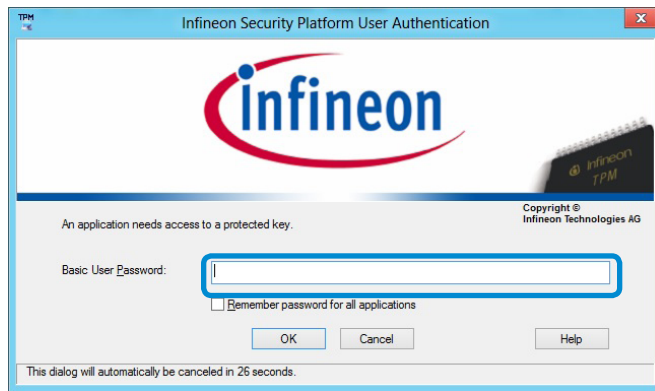 TPM
Infineon Security Platform User Authentication
x
infineon
infineon
TPM
Copyright ©
Infineon Technologies AG
An application needs access to a protected key.
Basic User Password:
Remember password for all applications
OK Cancel Help
This dialog will automatically be canceled in 26 seconds.